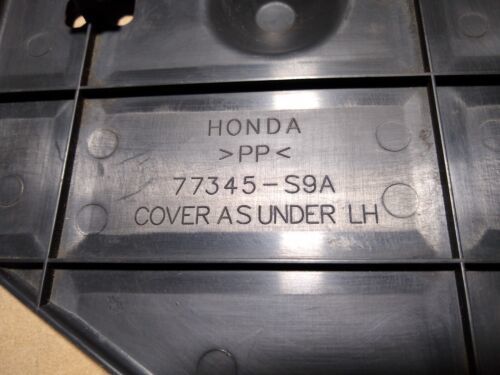 HONDA
>PP<
77345-S9A
COVER AS UNDER LH